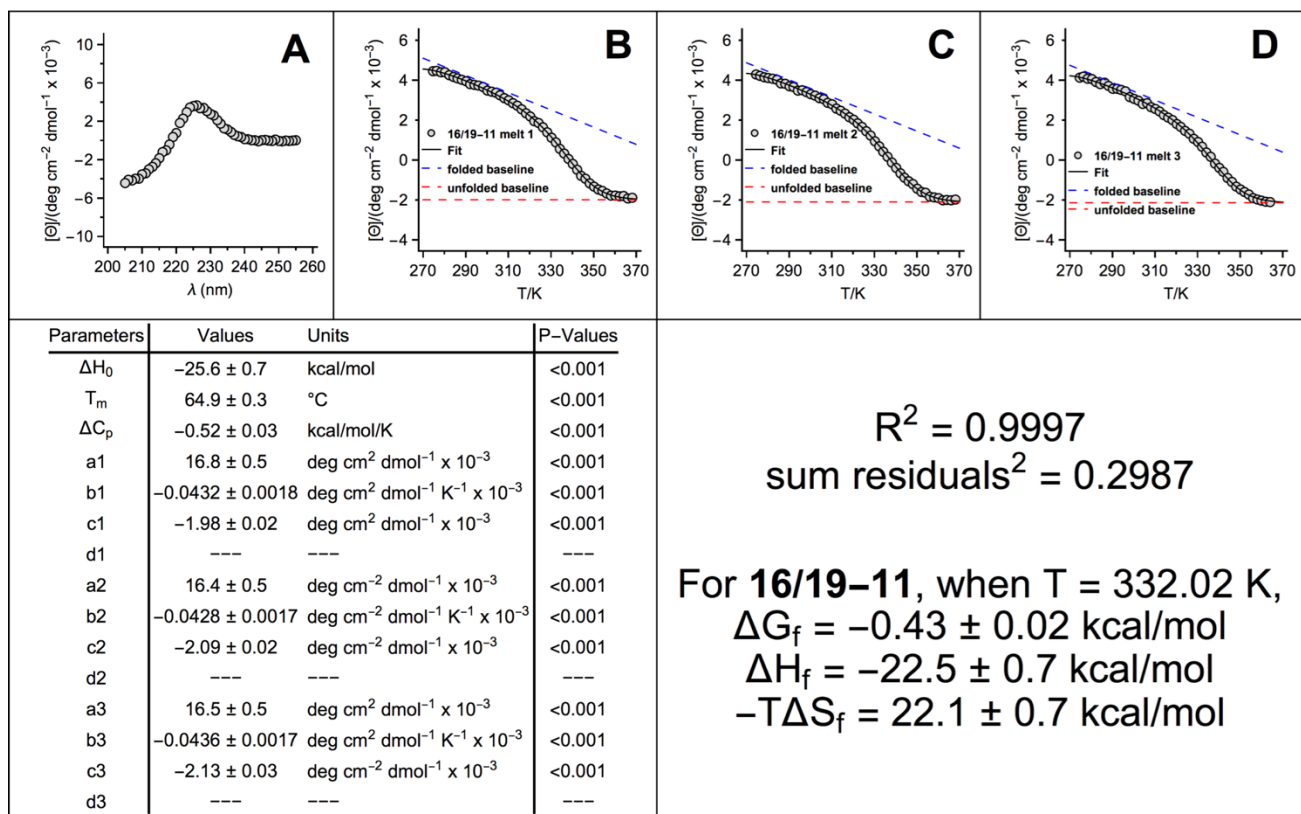 A
[Θ]/(deg cm⁻² dmol⁻¹ x 10⁻³)
10
6
2
−2
−6
−10
200 210 220 230 240 250 260
λ (nm)
B
[Θ]/(deg cm⁻² dmol⁻¹ x 10⁻³)
6
4
2
0
−2
−4
16/19−11 melt 1
Fit
folded baseline
unfolded baseline
270 290 310 330 350 370
T/K
C
[Θ]/(deg cm⁻² dmol⁻¹ x 10⁻³)
6
4
2
0
−2
−4
16/19−11 melt 2
Fit
folded baseline
unfolded baseline
270 290 310 330 350 370
T/K
D
[Θ]/(deg cm⁻² dmol⁻¹ x 10⁻³)
6
4
2
0
−2
−4
16/19−11 melt 3
Fit
folded baseline
unfolded baseline
270 290 310 330 350 370
T/K
Parameters Values Units P−Values
ΔH₀ −25.6 ± 0.7 kcal/mol <0.001
Tₘ 64.9 ± 0.3 °C <0.001
ΔCₚ −0.52 ± 0.03 kcal/mol/K <0.001
a1 16.8 ± 0.5 deg cm² dmol⁻¹ x 10⁻³ <0.001
b1 −0.0432 ± 0.0018 deg cm² dmol⁻¹ K⁻¹ x 10⁻³ <0.001
c1 −1.98 ± 0.02 deg cm² dmol⁻¹ x 10⁻³ <0.001
d1 −−− −−− −−−
a2 16.4 ± 0.5 deg cm⁻² dmol⁻¹ x 10⁻³ <0.001
b2 −0.0428 ± 0.0017 deg cm⁻² dmol⁻¹ K⁻¹ x 10⁻³ <0.001
c2 −2.09 ± 0.02 deg cm⁻² dmol⁻¹ x 10⁻³ <0.001
d2 −−− −−− −−−
a3 16.5 ± 0.5 deg cm² dmol⁻¹ x 10⁻³ <0.001
b3 −0.0436 ± 0.0017 deg cm² dmol⁻¹ K⁻¹ x 10⁻³ <0.001
c3 −2.13 ± 0.03 deg cm² dmol⁻¹ x 10⁻³ <0.001
d3 −−− −−− −−−
R² = 0.9997
sum residuals² = 0.2987
For 16/19−11, when T = 332.02 K,
ΔG_f = −0.43 ± 0.02 kcal/mol
ΔH_f = −22.5 ± 0.7 kcal/mol
−TΔS_f = 22.1 ± 0.7 kcal/mol